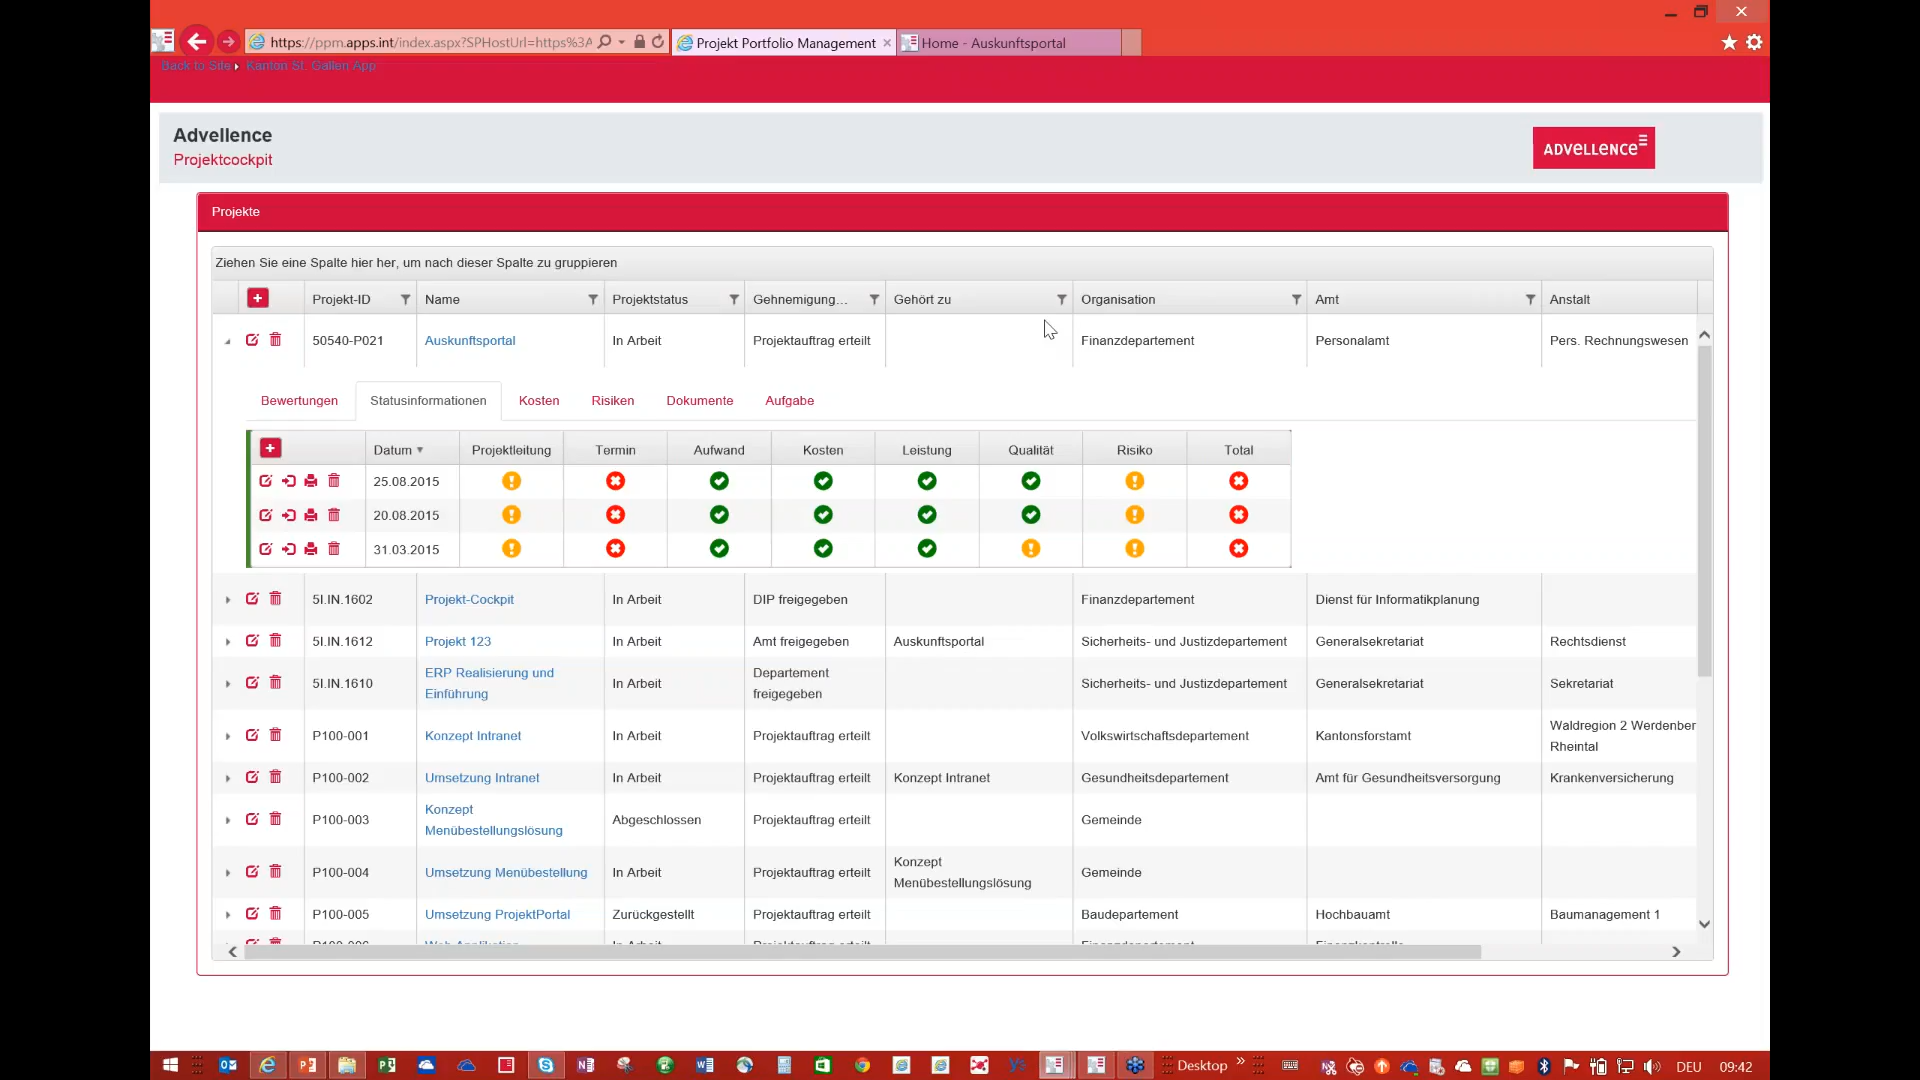 https://ppm.apps.int/index.aspx?SPHostUrl=https%3A
Projekt Portfolio Management
Home - Auskunftsportal
Back to Site Kanton St. Gallen App
Advellence
Projektcockpit
ADVELLENCE
Projekte
Ziehen Sie eine Spalte hier her, um nach dieser Spalte zu gruppieren
Projekt-ID Name Projektstatus Gehnemigung... Gehört zu Organisation Amt Anstalt
50540-P021 Auskunftsportal In Arbeit Projektauftrag erteilt Finanzdepartement Personalamt Pers. Rechnungswesen
Bewertungen Statusinformationen Kosten Risiken Dokumente Aufgabe
Datum Projektleitung Termin Aufwand Kosten Leistung Qualität Risiko Total
25.08.2015
20.08.2015
31.03.2015
5I.IN.1602 Projekt-Cockpit In Arbeit DIP freigegeben Finanzdepartement Dienst für Informatikplanung
5I.IN.1612 Projekt 123 In Arbeit Amt freigegeben Auskunftsportal Sicherheits- und Justizdepartement Generalsekretariat Rechtsdienst
5I.IN.1610 ERP Realisierung und In Arbeit Departement Sicherheits- und Justizdepartement Generalsekretariat Sekretariat
Einführung freigegeben
P100-001 Konzept Intranet In Arbeit Projektauftrag erteilt Volkswirtschaftsdepartement Kantonsforstamt Waldregion 2 Werdenber
Rheintal
P100-002 Umsetzung Intranet In Arbeit Projektauftrag erteilt Konzept Intranet Gesundheitsdepartement Amt für Gesundheitsversorgung Krankenversicherung
P100-003 Konzept Abgeschlossen Projektauftrag erteilt Gemeinde
Menübestellungslösung
P100-004 Umsetzung Menübestellung In Arbeit Projektauftrag erteilt Konzept Gemeinde
Menübestellungslösung
P100-005 Umsetzung ProjektPortal Zurückgestellt Projektauftrag erteilt Baudepartement Hochbauamt Baumanagement 1
Desktop
DEU 09:42